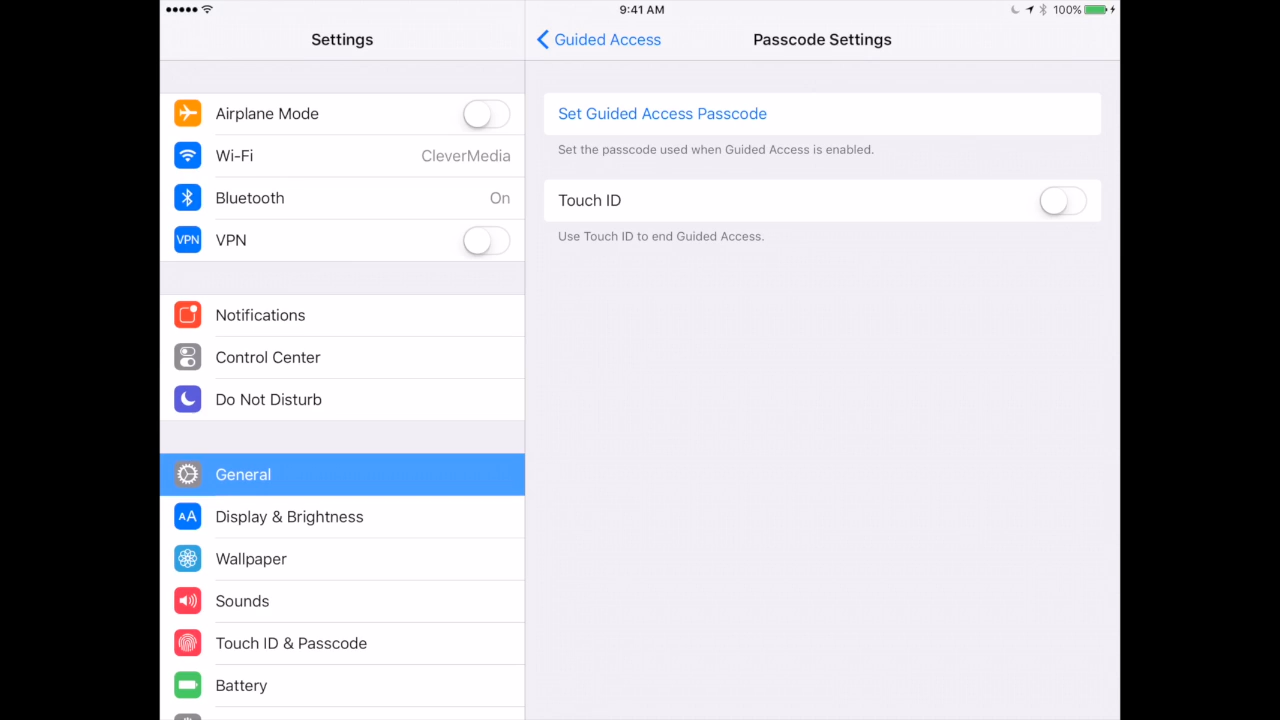 9:41 AM
100%
Settings
Guided Access
Passcode Settings
Airplane Mode
Wi-Fi
CleverMedia
Bluetooth
On
VPN
VPN
Notifications
Control Center
Do Not Disturb
General
AA
Display & Brightness
Wallpaper
Sounds
Touch ID & Passcode
Battery
Set Guided Access Passcode
Set the passcode used when Guided Access is enabled.
Touch ID
Use Touch ID to end Guided Access.